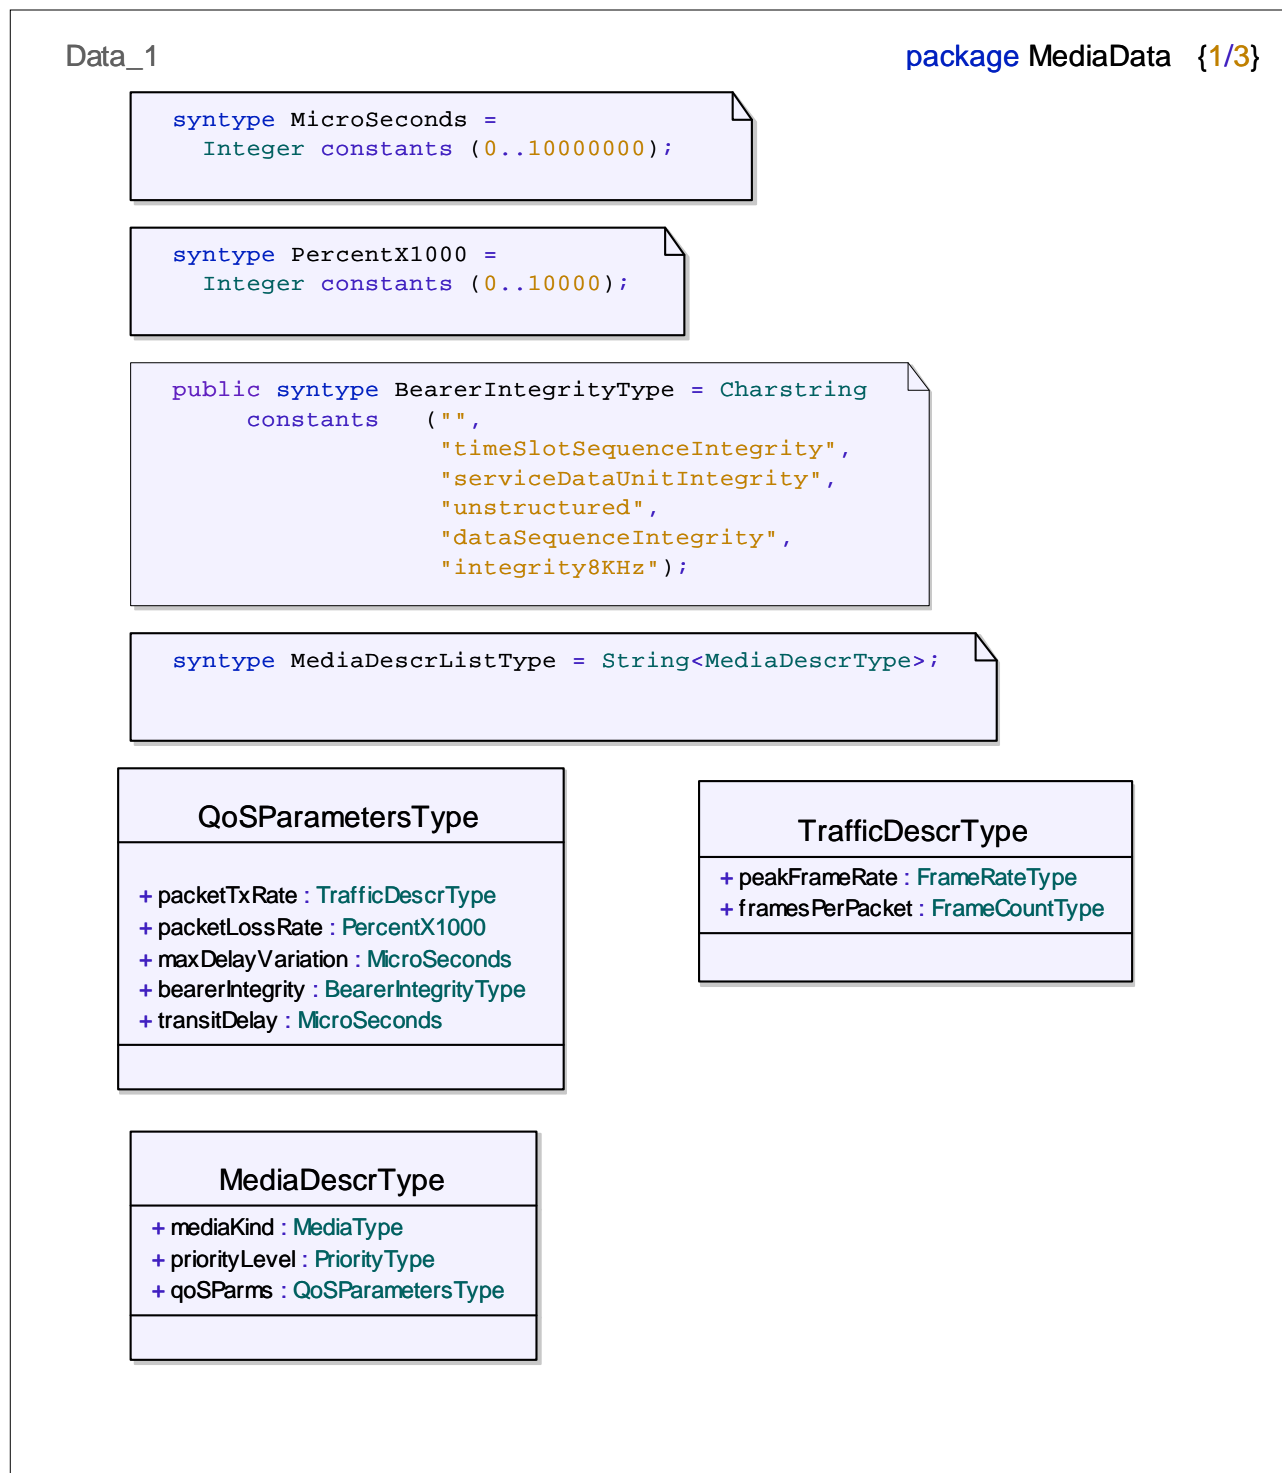 Data_1
package MediaData {1/3}
syntype MicroSeconds =
Integer constants (0..10000000);
syntype PercentX1000 =
Integer constants (0..10000);
public syntype BearerIntegrityType = Charstring
constants ("",
"timeSlotSequenceIntegrity",
"serviceDataUnitIntegrity",
"unstructured",
"dataSequenceIntegrity",
"integrity8KHz");
syntype MediaDescrListType = String<MediaDescrType>;
QoSParametersType
+ packetTxRate : TrafficDescrType
+ packetLossRate : PercentX1000
+ maxDelayVariation : MicroSeconds
+ bearerIntegrity : BearerIntegrityType
+ transitDelay : MicroSeconds
TrafficDescrType
+ peakFrameRate : FrameRateType
+ framesPerPacket : FrameCountType
MediaDescrType
+ mediaKind : MediaType
+ priorityLevel : PriorityType
+ qoSParms : QoSParametersType